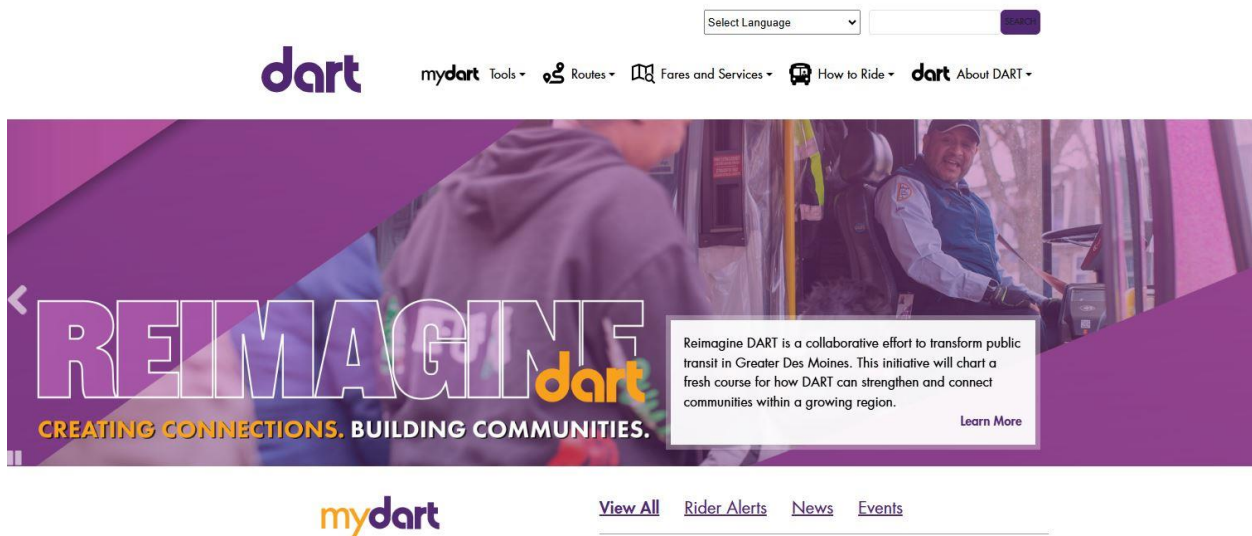 Select Language
SEARCH
dart
mydart Tools Routes Fares and Services How to Ride dart About DART
REIMAGINE
dart
CREATING CONNECTIONS. BUILDING COMMUNITIES.
Reimagine DART is a collaborative effort to transform public
transit in Greater Des Moines. This initiative will chart a
fresh course for how DART can strengthen and connect
communities within a growing region.
Learn More
mydart
View All Rider Alerts News Events